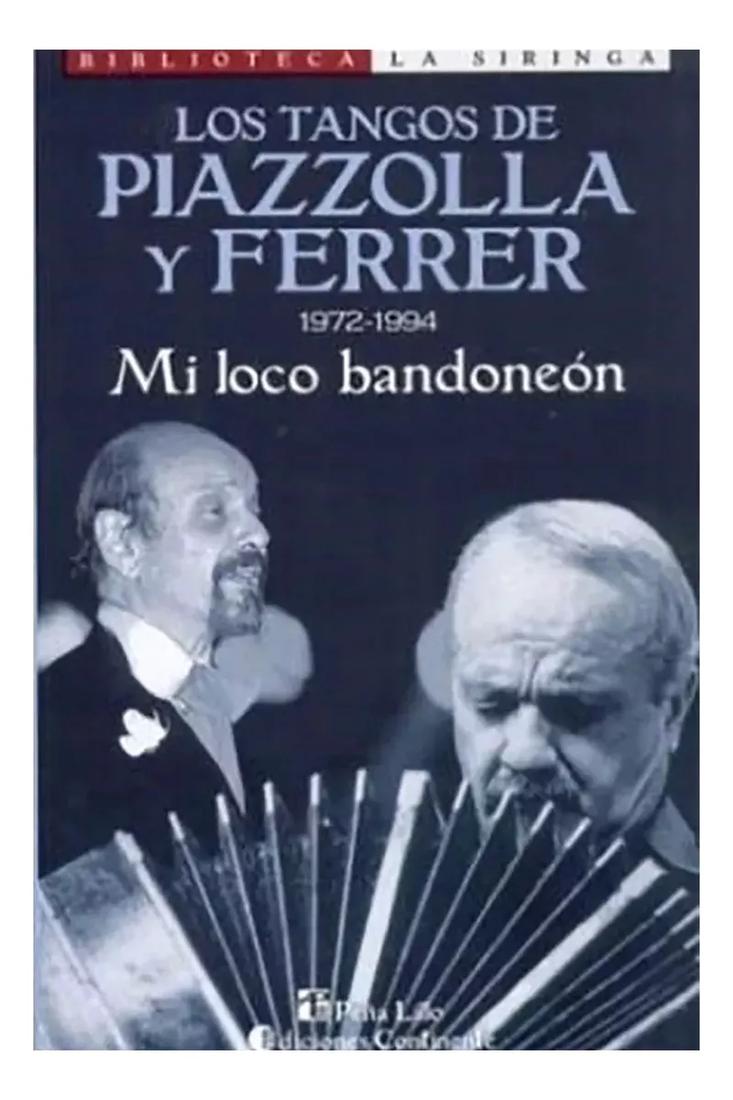 BIBLIOTECA LA SIRINGA
LOS TANGOS DE
PIAZZOLLA
Y FERRER
1972-1994
Mi loco bandoneón
Peña Lillo
Ediciones Continente